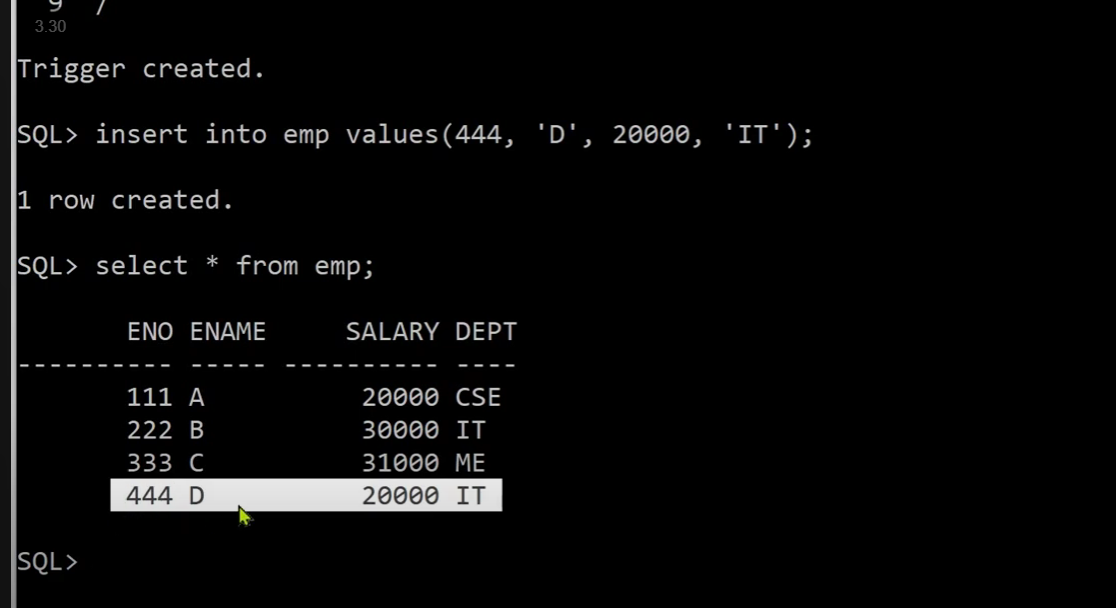 9 /
3.30
Trigger created.
SQL> insert into emp values(444, 'D', 20000, 'IT');
1 row created.
SQL> select * from emp;
ENO ENAME SALARY DEPT
---------- ----- ---------- ----
111 A 20000 CSE
222 B 30000 IT
333 C 31000 ME
444 D 20000 IT
SQL>